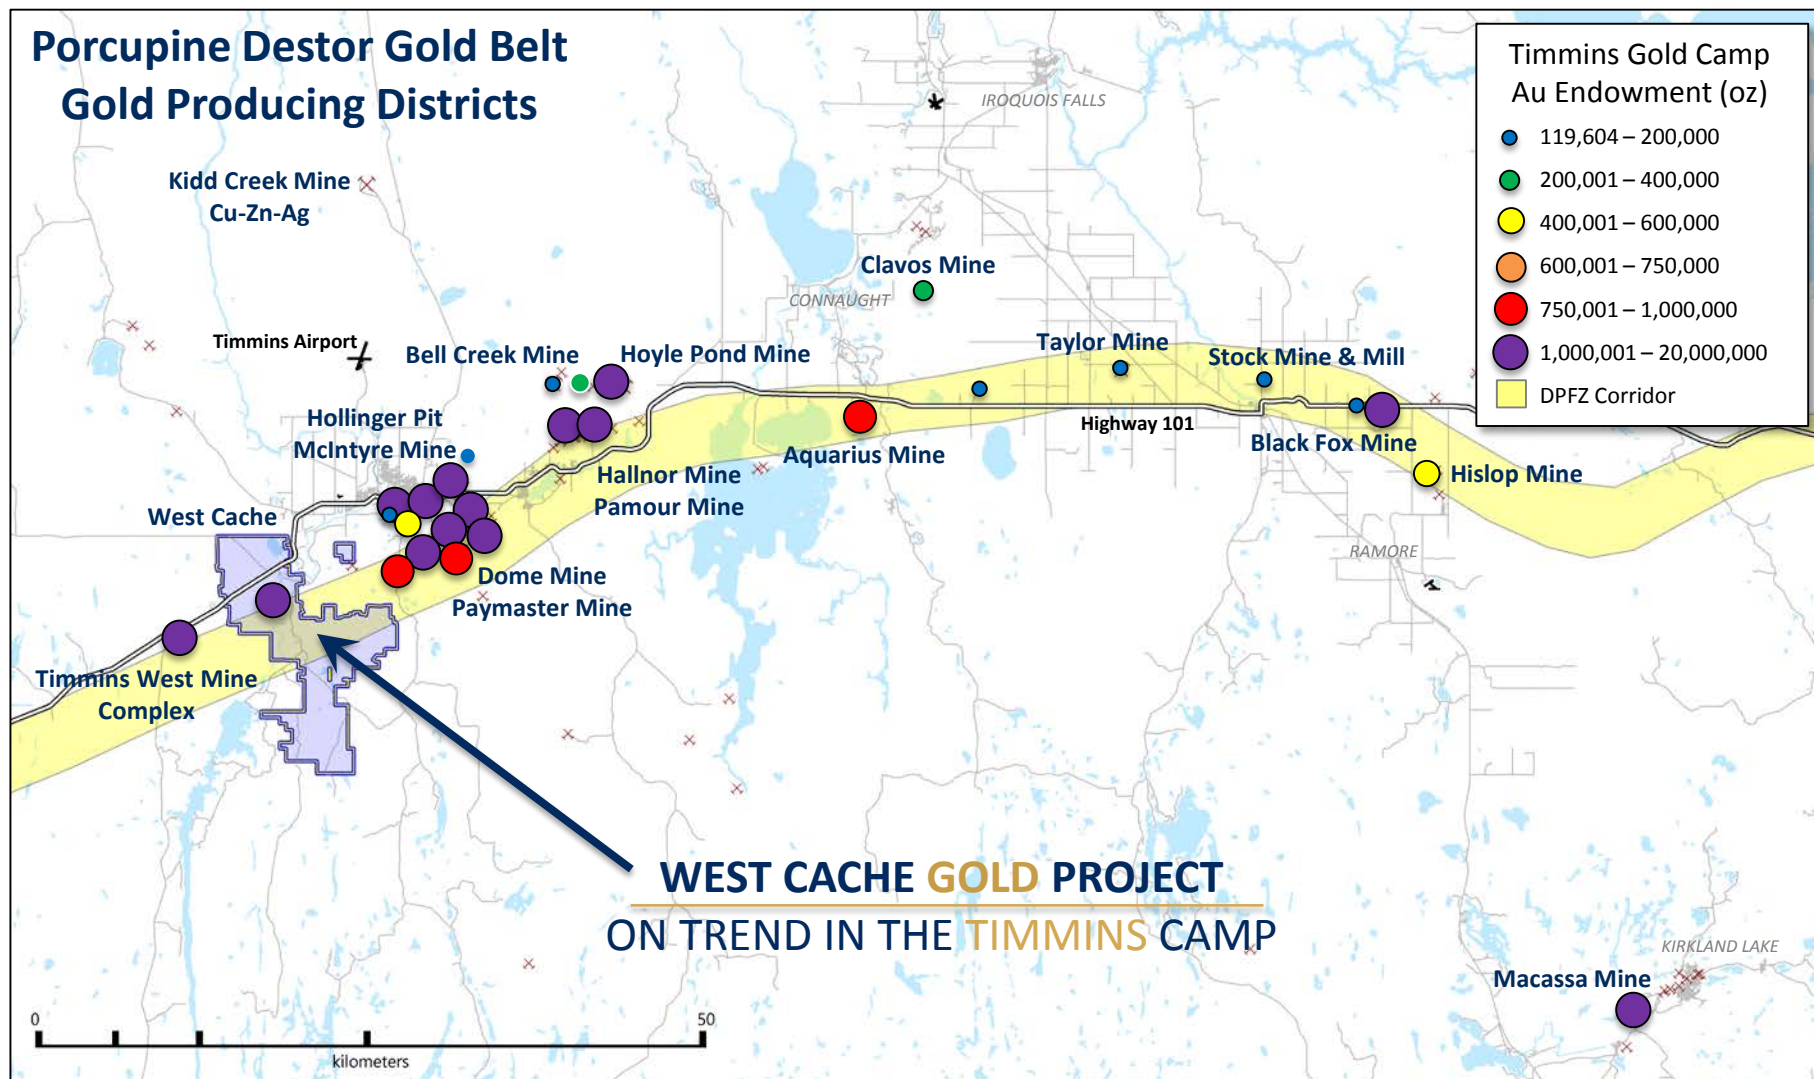 Porcupine Destor Gold Belt
Gold Producing Districts
Timmins Gold Camp
Au Endowment (oz)
119,604 – 200,000
200,001 – 400,000
400,001 – 600,000
600,001 – 750,000
750,001 – 1,000,000
1,000,001 – 20,000,000
DPFZ Corridor
IROQUOIS FALLS
Kidd Creek Mine
Cu-Zn-Ag
Clavos Mine
CONNAUGHT
Timmins Airport
Bell Creek Mine
Hoyle Pond Mine
Taylor Mine
Stock Mine & Mill
Hollinger Pit
McIntyre Mine
Highway 101
Black Fox Mine
Aquarius Mine
Hallnor Mine
Pamour Mine
Hislop Mine
West Cache
RAMORE
Dome Mine
Paymaster Mine
Timmins West Mine
Complex
WEST CACHE GOLD PROJECT
ON TREND IN THE TIMMINS CAMP
KIRKLAND LAKE
Macassa Mine
0
50
kilometers